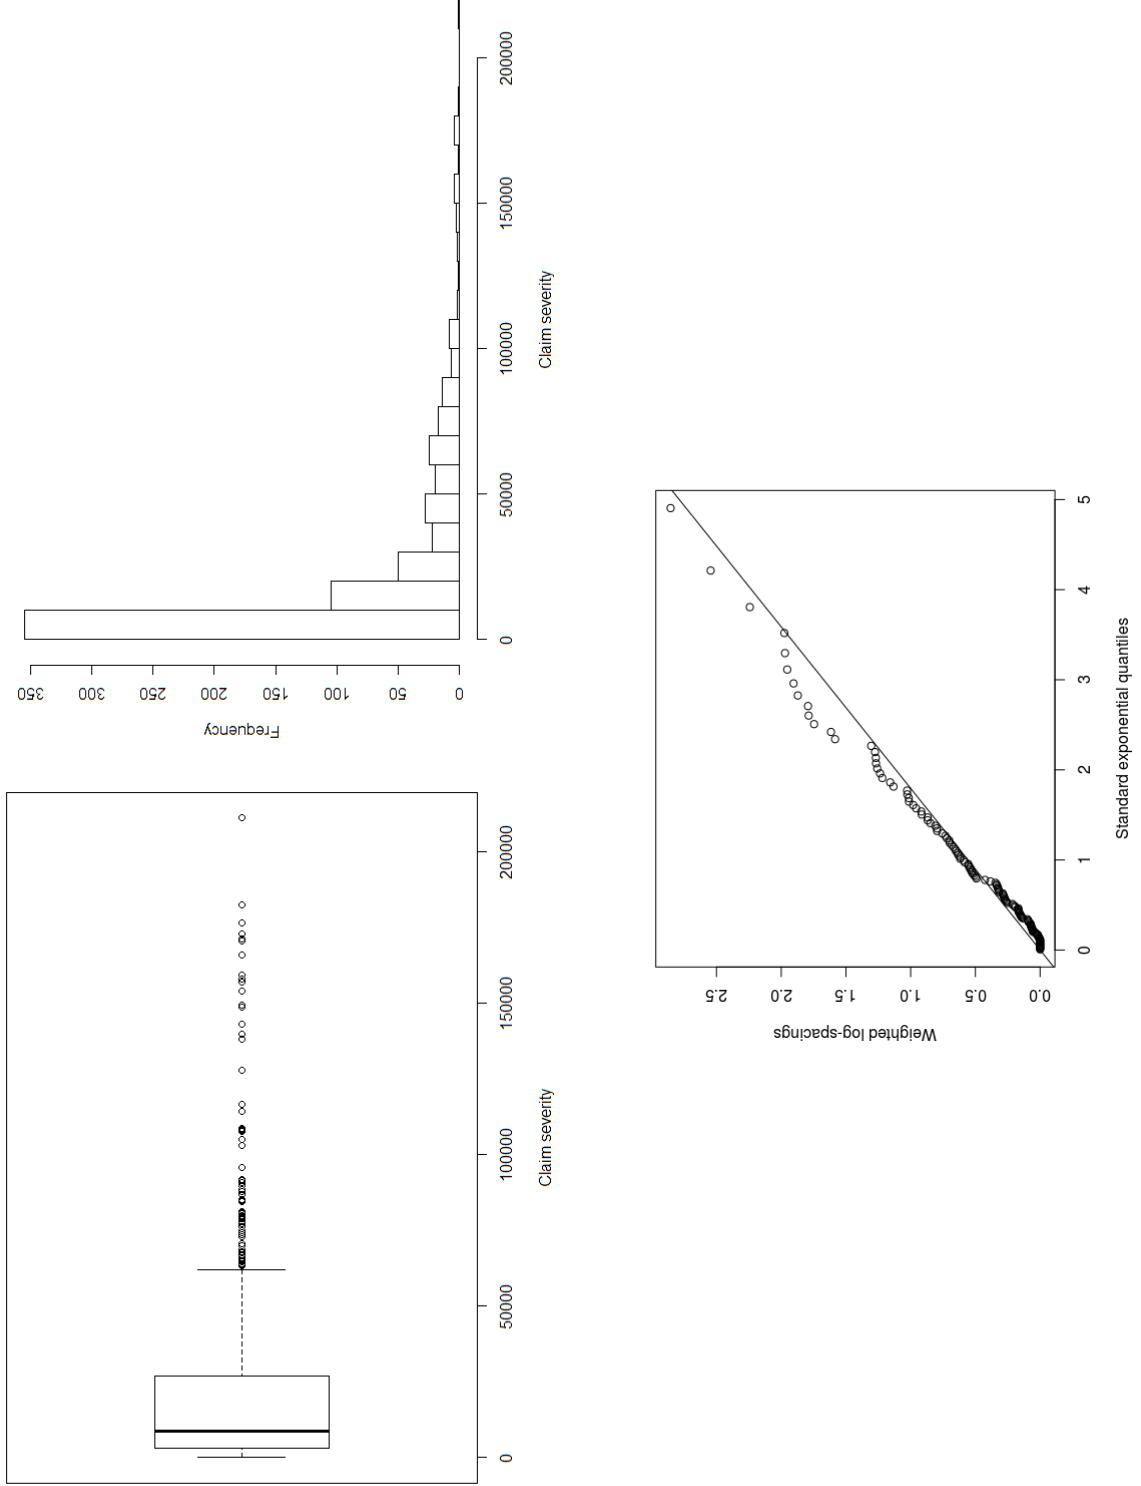 Frequency
0 50 100 150 200 250 300 350
0 50000 100000 150000 200000
Claim severity
0 50000 100000 150000 200000
Claim severity
Weighted log-spacings
0.0 0.5 1.0 1.5 2.0 2.5
0 1 2 3 4 5
Standard exponential quantiles